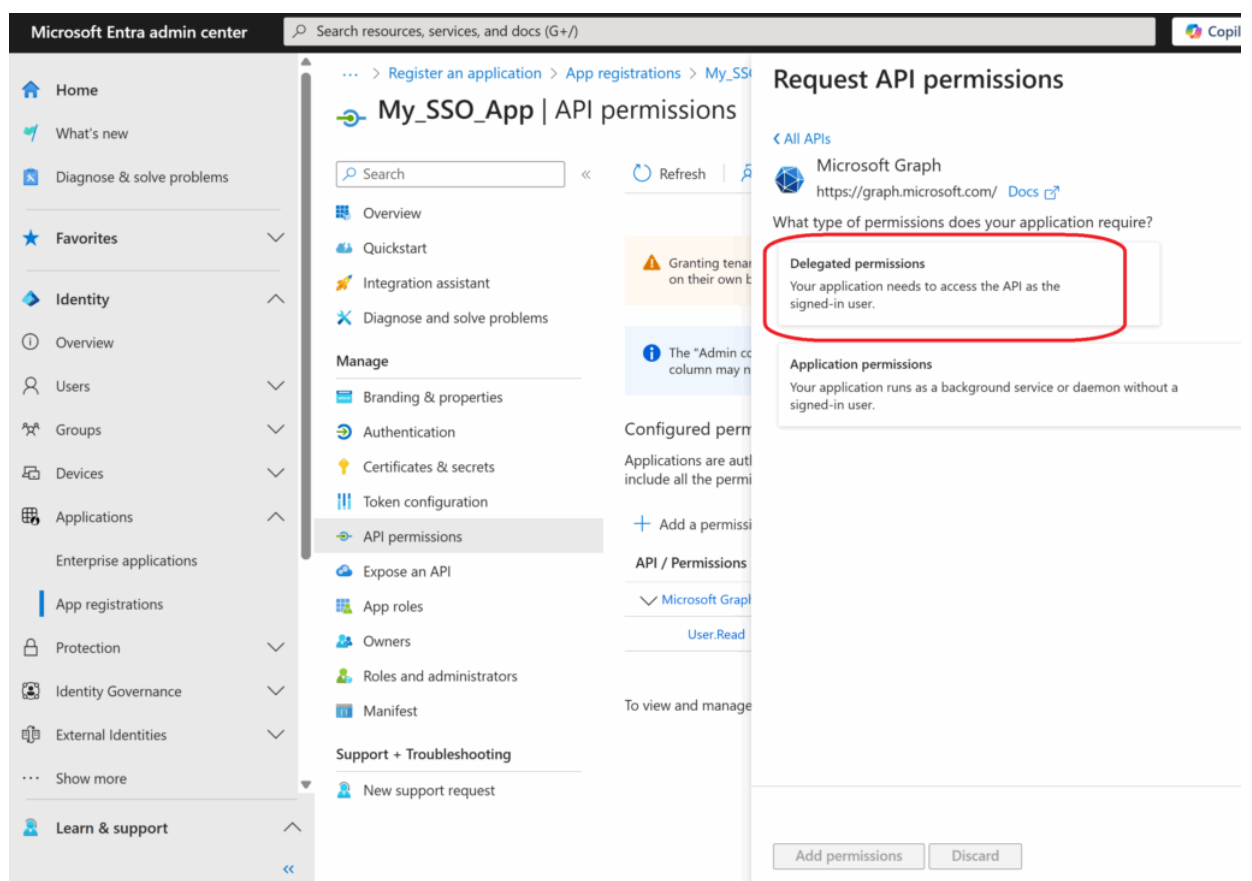 Microsoft Entra admin center
Search resources, services, and docs (G+/)
Copil
Home
What's new
Diagnose & solve problems
Favorites
Identity
Overview
Users
Groups
Devices
Applications
Enterprise applications
App registrations
Protection
Identity Governance
External Identities
Show more
Learn & support
... > Register an application > App registrations > My_SS
My_SSO_App | API permissions
Search
Overview
Quickstart
Integration assistant
Diagnose and solve problems
Manage
Branding & properties
Authentication
Certificates & secrets
Token configuration
API permissions
Expose an API
App roles
Owners
Roles and administrators
Manifest
Support + Troubleshooting
New support request
Refresh
Granting tenan
on their own b
The "Admin co
column may n
Configured perm
Applications are auth
include all the permi
Add a permissi
API / Permissions
Microsoft Graph
User.Read
To view and manage
Request API permissions
All APIs
Microsoft Graph
https://graph.microsoft.com/ Docs
What type of permissions does your application require?
Delegated permissions
Your application needs to access the API as the
signed-in user.
Application permissions
Your application runs as a background service or daemon without a
signed-in user.
Add permissions
Discard